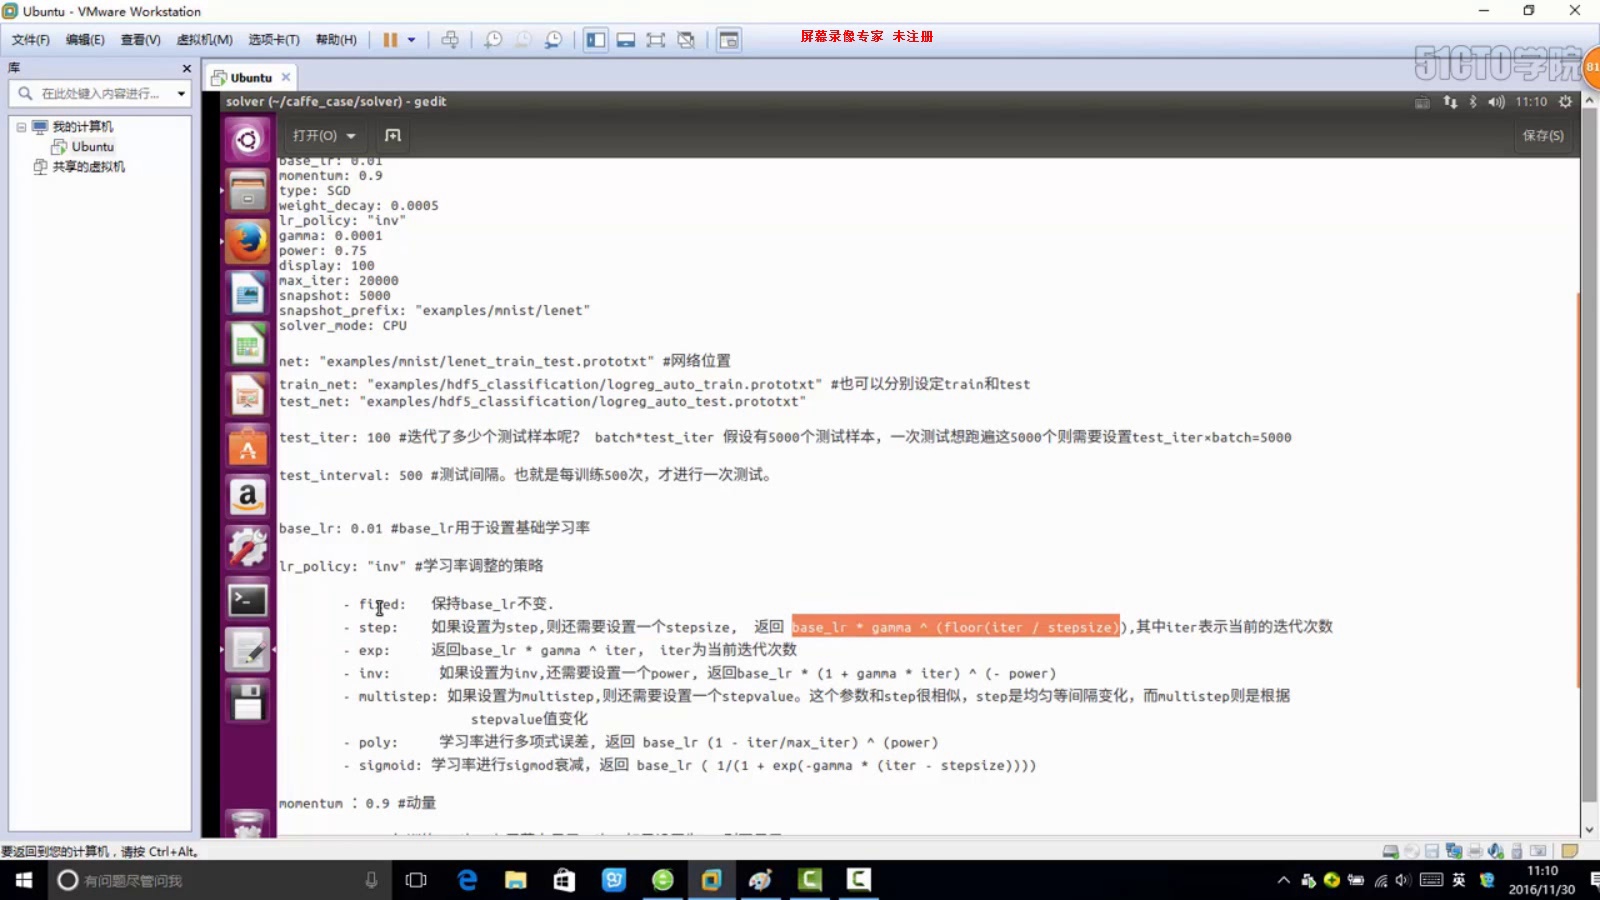 Ubuntu - VMware Workstation
文件(F) 编辑(E) 查看(V) 虚拟机(M) 选项卡(T) 帮助(H)
屏幕录像专家 未注册
51CTO学院
81
库
Ubuntu
在此处键入内容进行...
我的计算机
Ubuntu
共享的虚拟机
solver (~/caffe_case/solver) - gedit
11:10
打开(O)
保存(S)
base_lr: 0.01
momentum: 0.9
type: SGD
weight_decay: 0.0005
lr_policy: "inv"
gamma: 0.0001
power: 0.75
display: 100
max_iter: 20000
snapshot: 5000
snapshot_prefix: "examples/mnist/lenet"
solver_mode: CPU
net: "examples/mnist/lenet_train_test.prototxt" #网络位置
train_net: "examples/hdf5_classification/logreg_auto_train.prototxt" #也可以分别设定train和test
test_net: "examples/hdf5_classification/logreg_auto_test.prototxt"
test_iter: 100 #迭代了多少个测试样本呢？ batch*test_iter 假设有5000个测试样本，一次测试想跑遍这5000个则需要设置test_iter×batch=5000
test_interval: 500 #测试间隔。也就是每训练500次，才进行一次测试。
base_lr: 0.01 #base_lr用于设置基础学习率
lr_policy: "inv" #学习率调整的策略
- fixed: 保持base_lr不变.
- step: 如果设置为step,则还需要设置一个stepsize, 返回 base_lr * gamma ^ (floor(iter / stepsize)),其中iter表示当前的迭代次数
- exp: 返回base_lr * gamma ^ iter, iter为当前迭代次数
- inv: 如果设置为inv,还需要设置一个power, 返回base_lr * (1 + gamma * iter) ^ (- power)
- multistep: 如果设置为multistep,则还需要设置一个stepvalue。这个参数和step很相似，step是均匀等间隔变化，而multistep则是根据
stepvalue值变化
- poly: 学习率进行多项式误差, 返回 base_lr (1 - iter/max_iter) ^ (power)
- sigmoid: 学习率进行sigmod衰减，返回 base_lr ( 1/(1 + exp(-gamma * (iter - stepsize))))
momentum ：0.9 #动量
要返回到您的计算机，请按 Ctrl+Alt。
有问题尽管问我
英
11:10
2016/11/30